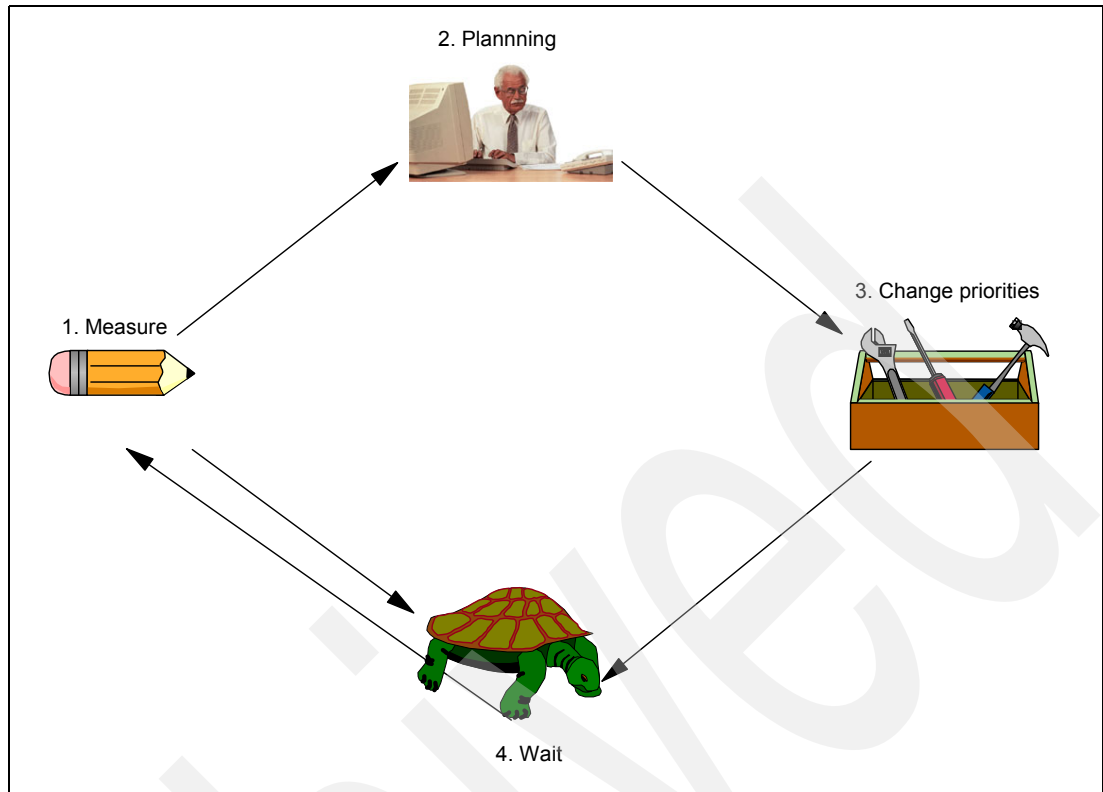 2. Plannning
3. Change priorities
1. Measure
4. Wait